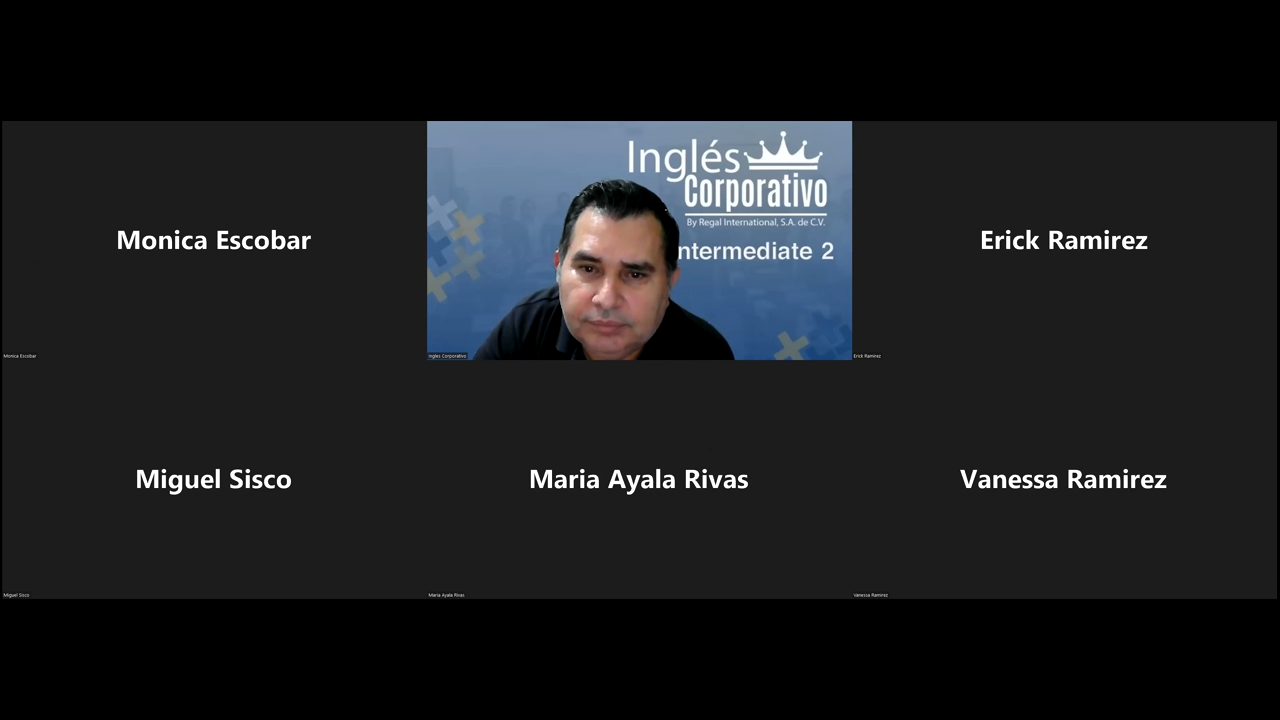 Monica Escobar
Inglés
Corporativo
By Regal International, S.A. de C.V.
ntermediate 2
Erick Ramirez
Monica Escobar
Ingles Corporativo
Erick Ramirez
Miguel Sisco
Maria Ayala Rivas
Vanessa Ramirez
Miguel Sisco
Maria Ayala Rivas
Vanessa Ramirez